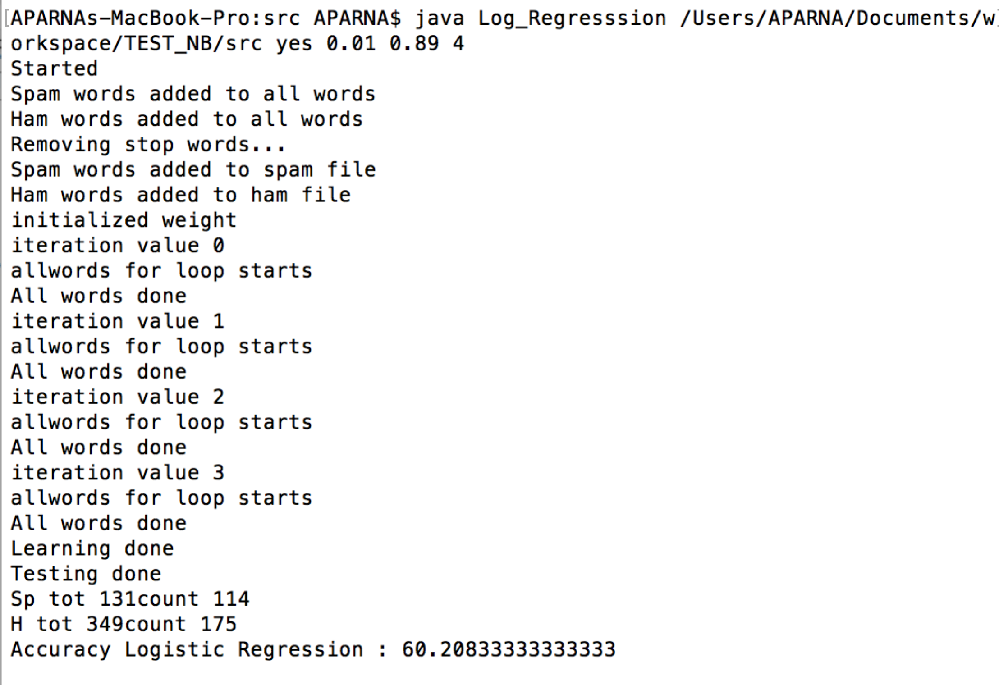 [APARNAs-MacBook-Pro:src APARNA$ java Log_Regresssion /Users/APARNA/Documents/w]
orkspace/TEST_NB/src yes 0.01 0.89 4
Started
Spam words added to all words
Ham words added to all words
Removing stop words...
Spam words added to spam file
Ham words added to ham file
initialized weight
iteration value 0
allwords for loop starts
All words done
iteration value 1
allwords for loop starts
All words done
iteration value 2
allwords for loop starts
All words done
iteration value 3
allwords for loop starts
All words done
Learning done
Testing done
Sp tot 131count 114
H tot 349count 175
Accuracy Logistic Regression : 60.20833333333333